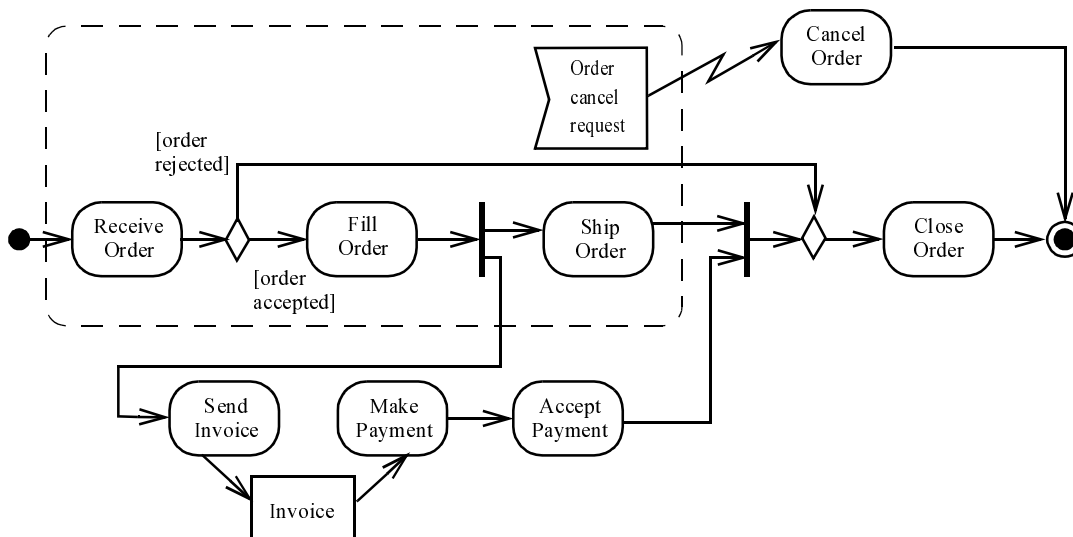 Cancel
Order
Order
cancel
request
[order
rejected]
Receive
Order
Fill
Order
[order
accepted]
Ship
Order
Close
Order
Send
Invoice
Make
Payment
Accept
Payment
Invoice